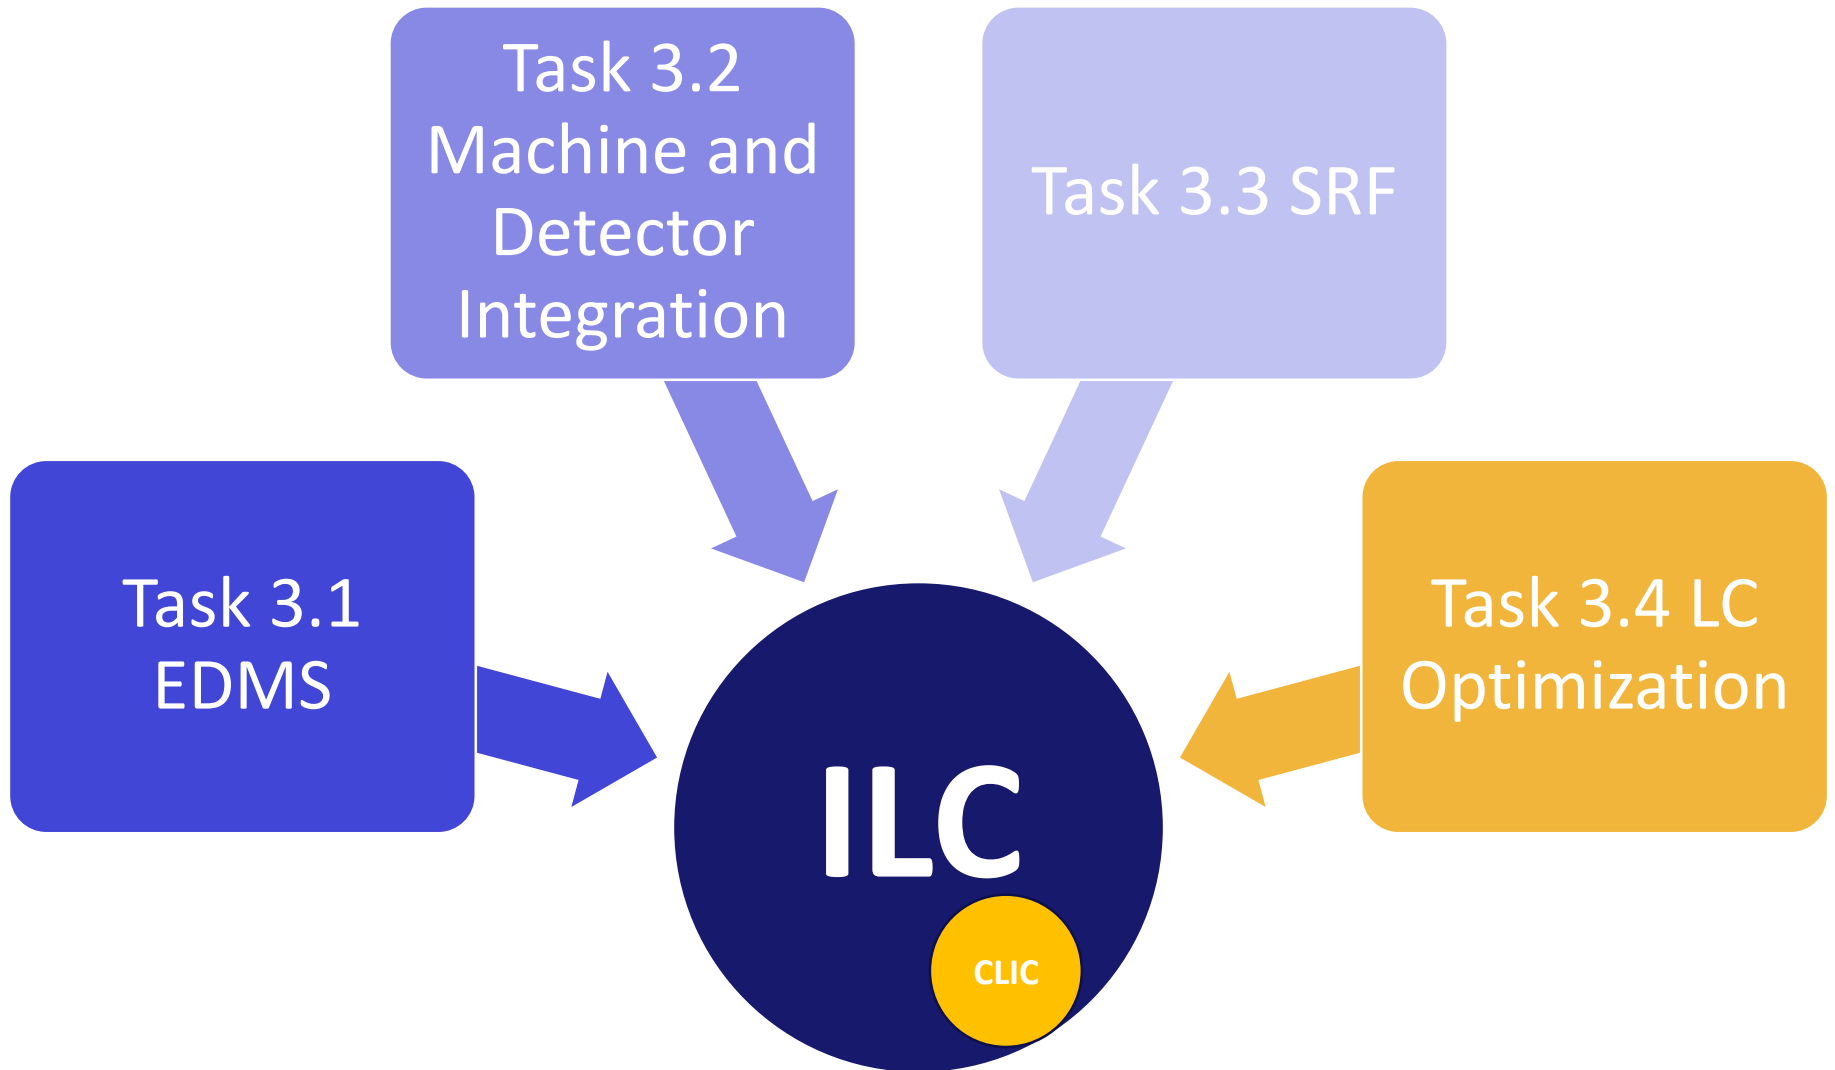 Task 3.2
Machine and
Detector
Integration
Task 3.3 SRF
Task 3.1
EDMS
Task 3.4 LC
Optimization
ILC
CLIC